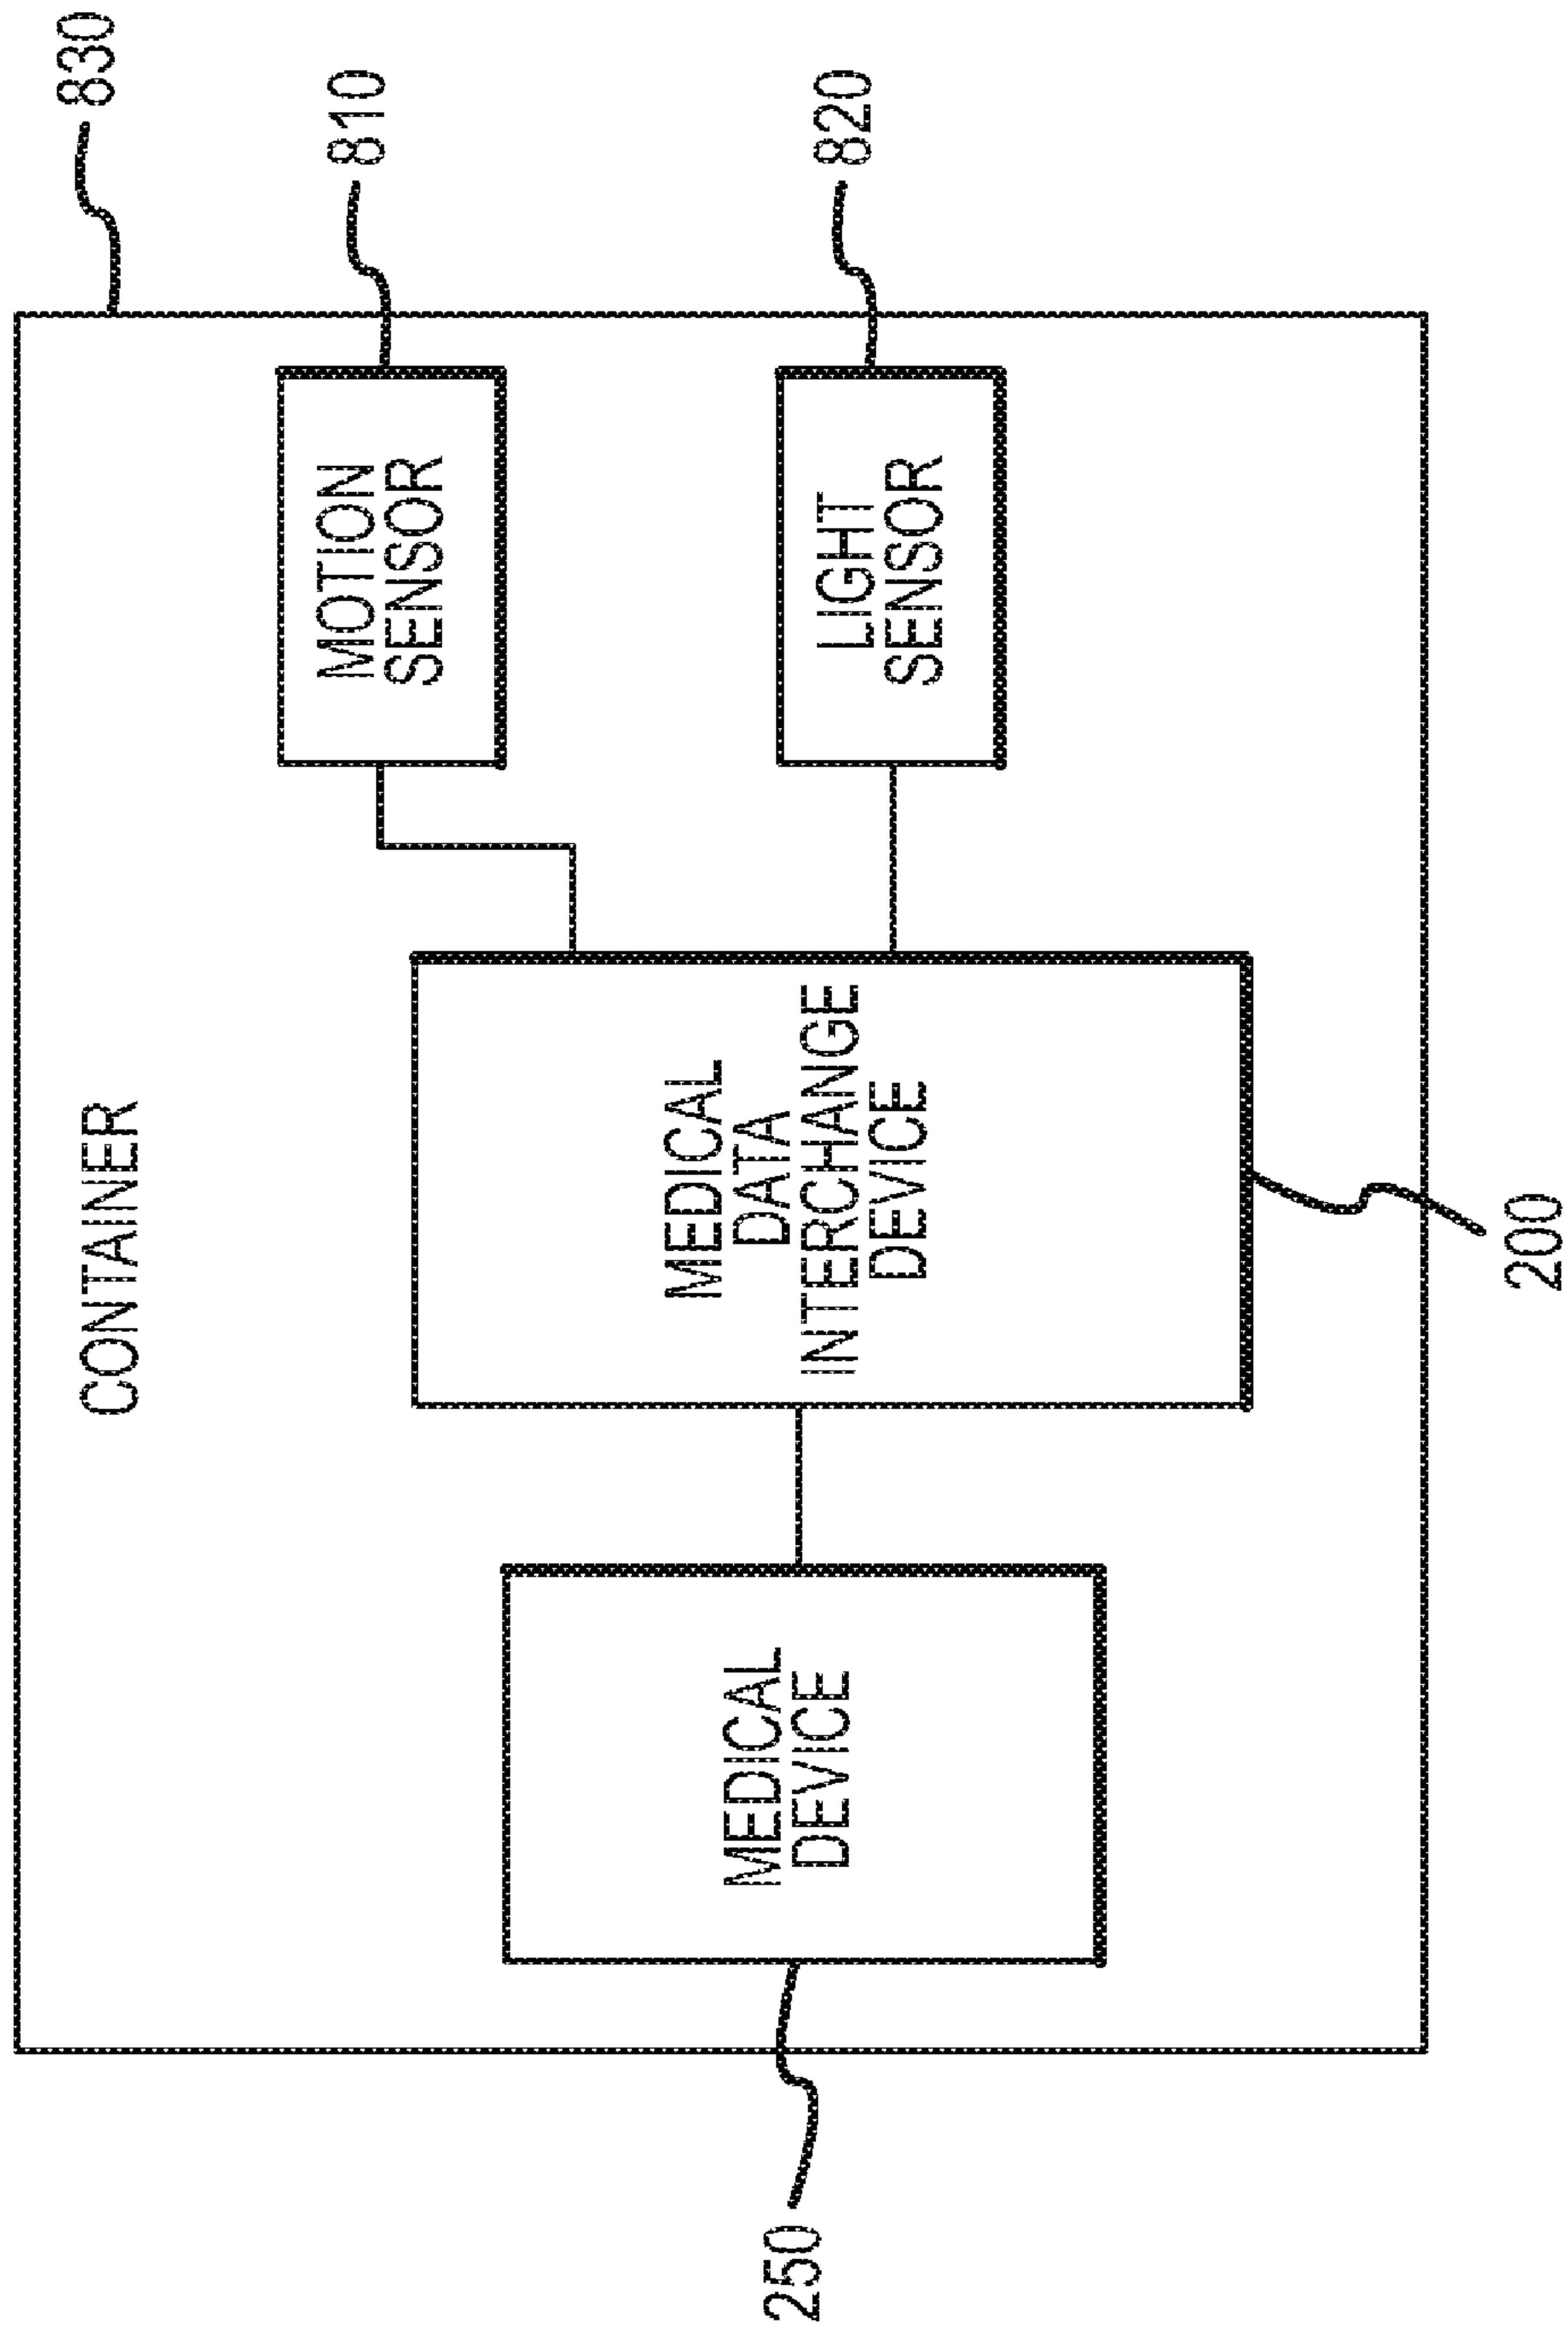 CONTAINER
830
MOTION
SENSOR
810
LIGHT
SENSOR
820
MEDICAL
DATA
INTERCHANGE
DEVICE
200
MEDICAL
DEVICE
250